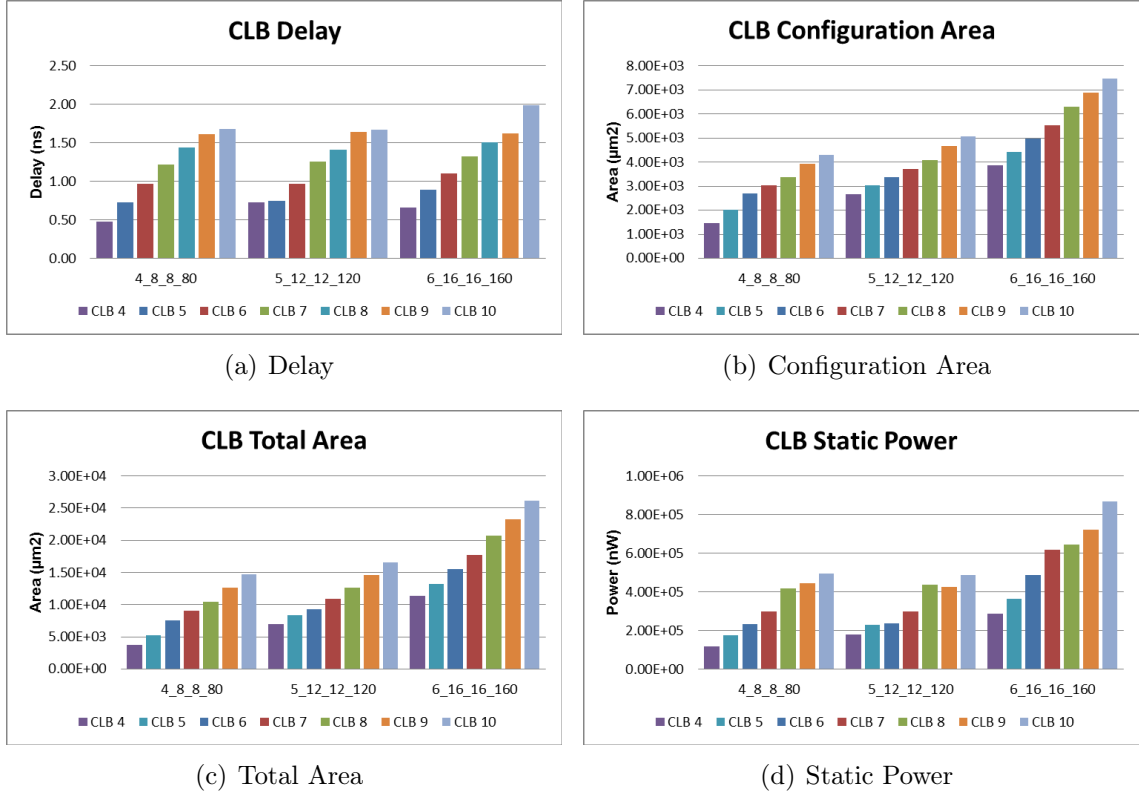 CLB Delay
Delay (ns)
2.50
2.00
1.50
1.00
0.50
0.00
4_8_8_80 5_12_12_120 6_16_16_160
CLB 4 CLB 5 CLB 6 CLB 7 CLB 8 CLB 9 CLB 10
(a) Delay
CLB Configuration Area
Area (µm2)
8.00E+03
7.00E+03
6.00E+03
5.00E+03
4.00E+03
3.00E+03
2.00E+03
1.00E+03
0.00E+00
4_8_8_80 5_12_12_120 6_16_16_160
CLB 4 CLB 5 CLB 6 CLB 7 CLB 8 CLB 9 CLB 10
(b) Configuration Area
CLB Total Area
Area (µm2)
3.00E+04
2.50E+04
2.00E+04
1.50E+04
1.00E+04
5.00E+03
0.00E+00
4_8_8_80 5_12_12_120 6_16_16_160
CLB 4 CLB 5 CLB 6 CLB 7 CLB 8 CLB 9 CLB 10
(c) Total Area
CLB Static Power
Power (nW)
1.00E+06
8.00E+05
6.00E+05
4.00E+05
2.00E+05
0.00E+00
4_8_8_80 5_12_12_120 6_16_16_160
CLB 4 CLB 5 CLB 6 CLB 7 CLB 8 CLB 9 CLB 10
(d) Static Power